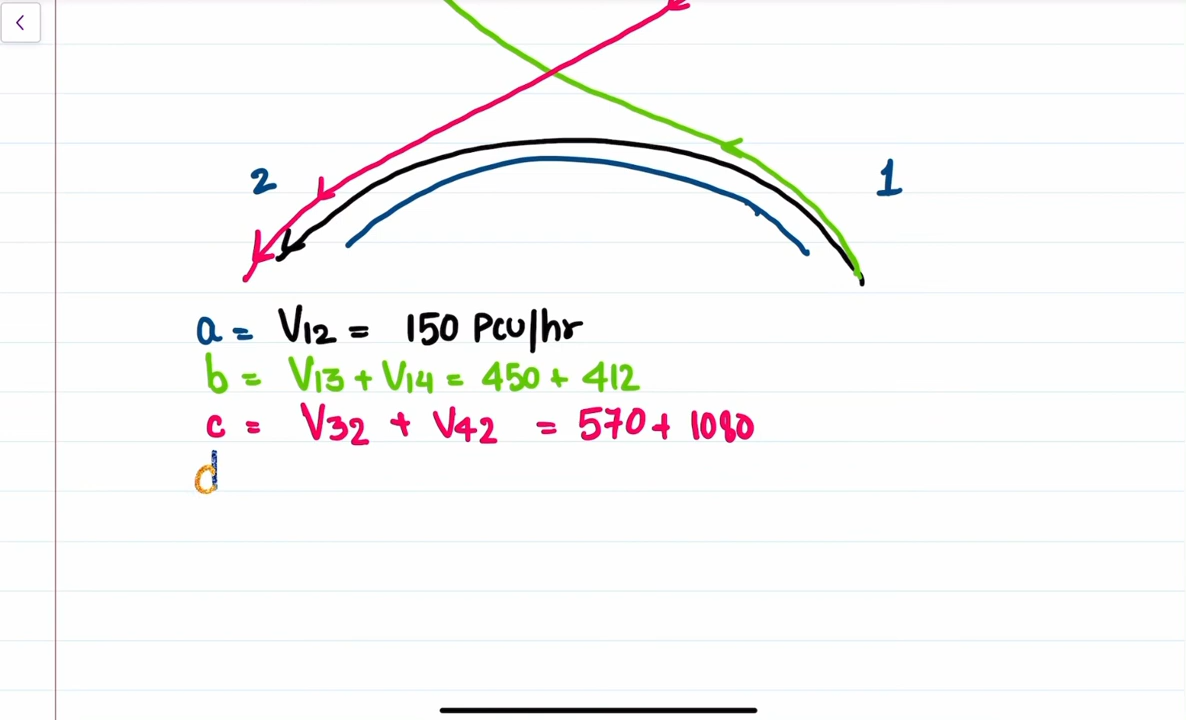 2 1
a = V12 = 150 Pcu/hr
b = V13 + V14 = 450 + 412
c = V32 + V42 = 570 + 1080
d